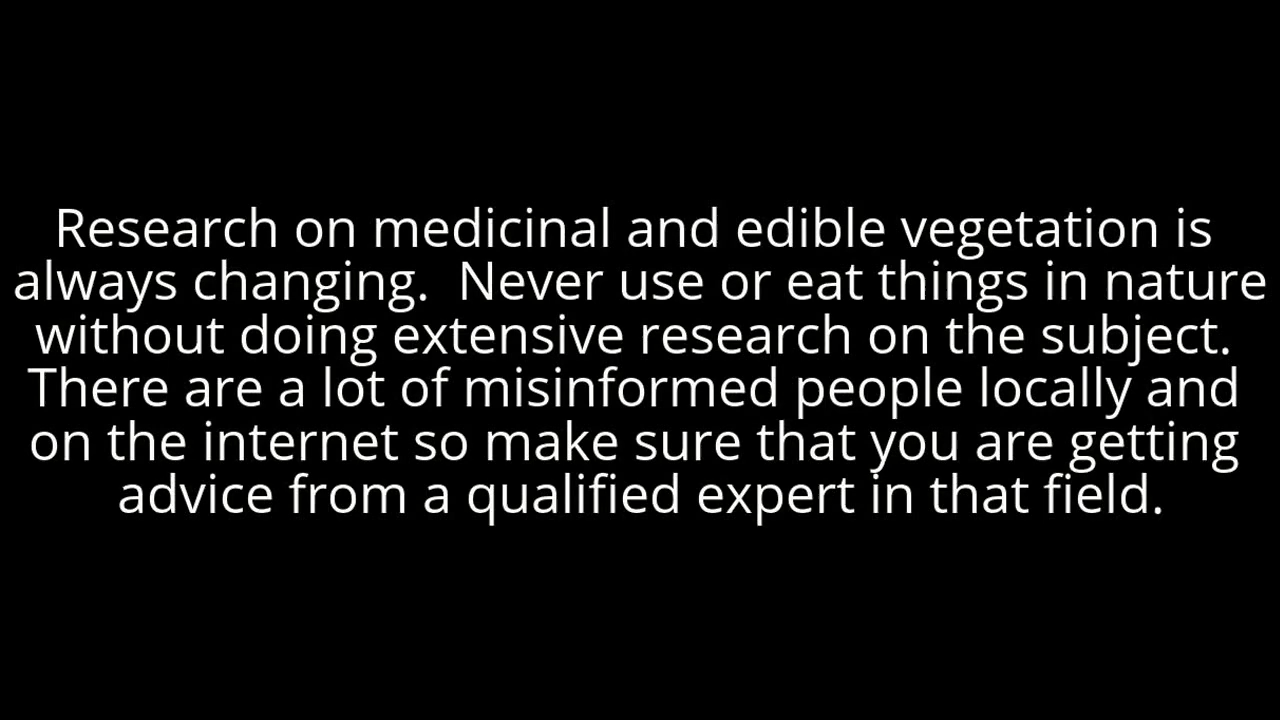 Research on medicinal and edible vegetation is
always changing.  Never use or eat things in nature
without doing extensive research on the subject.
There are a lot of misinformed people locally and
on the internet so make sure that you are getting
advice from a qualified expert in that field.